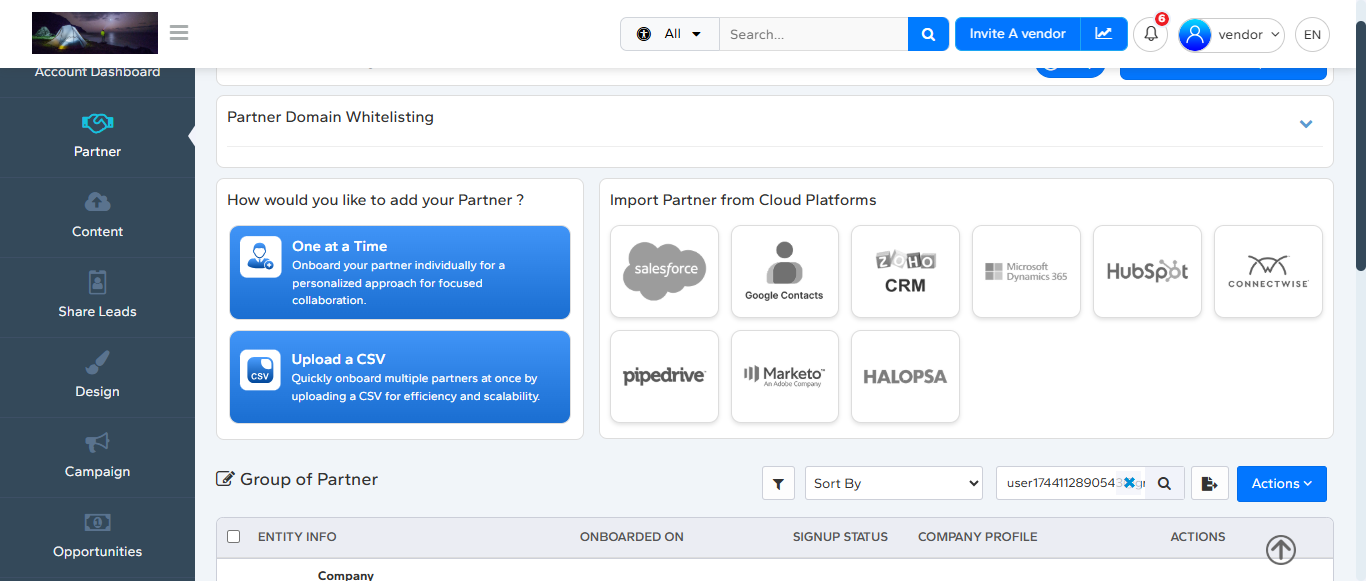 All
Search...
Invite A vendor
6
vendor
EN
Account Dashboard
Partner
Content
Share Leads
Design
Campaign
Opportunities
Partner Domain Whitelisting
How would you like to add your Partner ?
One at a Time
Onboard your partner individually for a
personalized approach for focused
collaboration.
CSV
Upload a CSV
Quickly onboard multiple partners at once by
uploading a CSV for efficiency and scalability.
Import Partner from Cloud Platforms
salesforce
Google Contacts
ZOHO
CRM
Microsoft
Dynamics 365
HubSpot
CONNECTWISE
pipedrive
Marketo™
An Adobe Company
HALOPSA
Group of Partner
Sort By
user1744112890543
Actions
ENTITY INFO
ONBOARDED ON
SIGNUP STATUS
COMPANY PROFILE
ACTIONS
Company